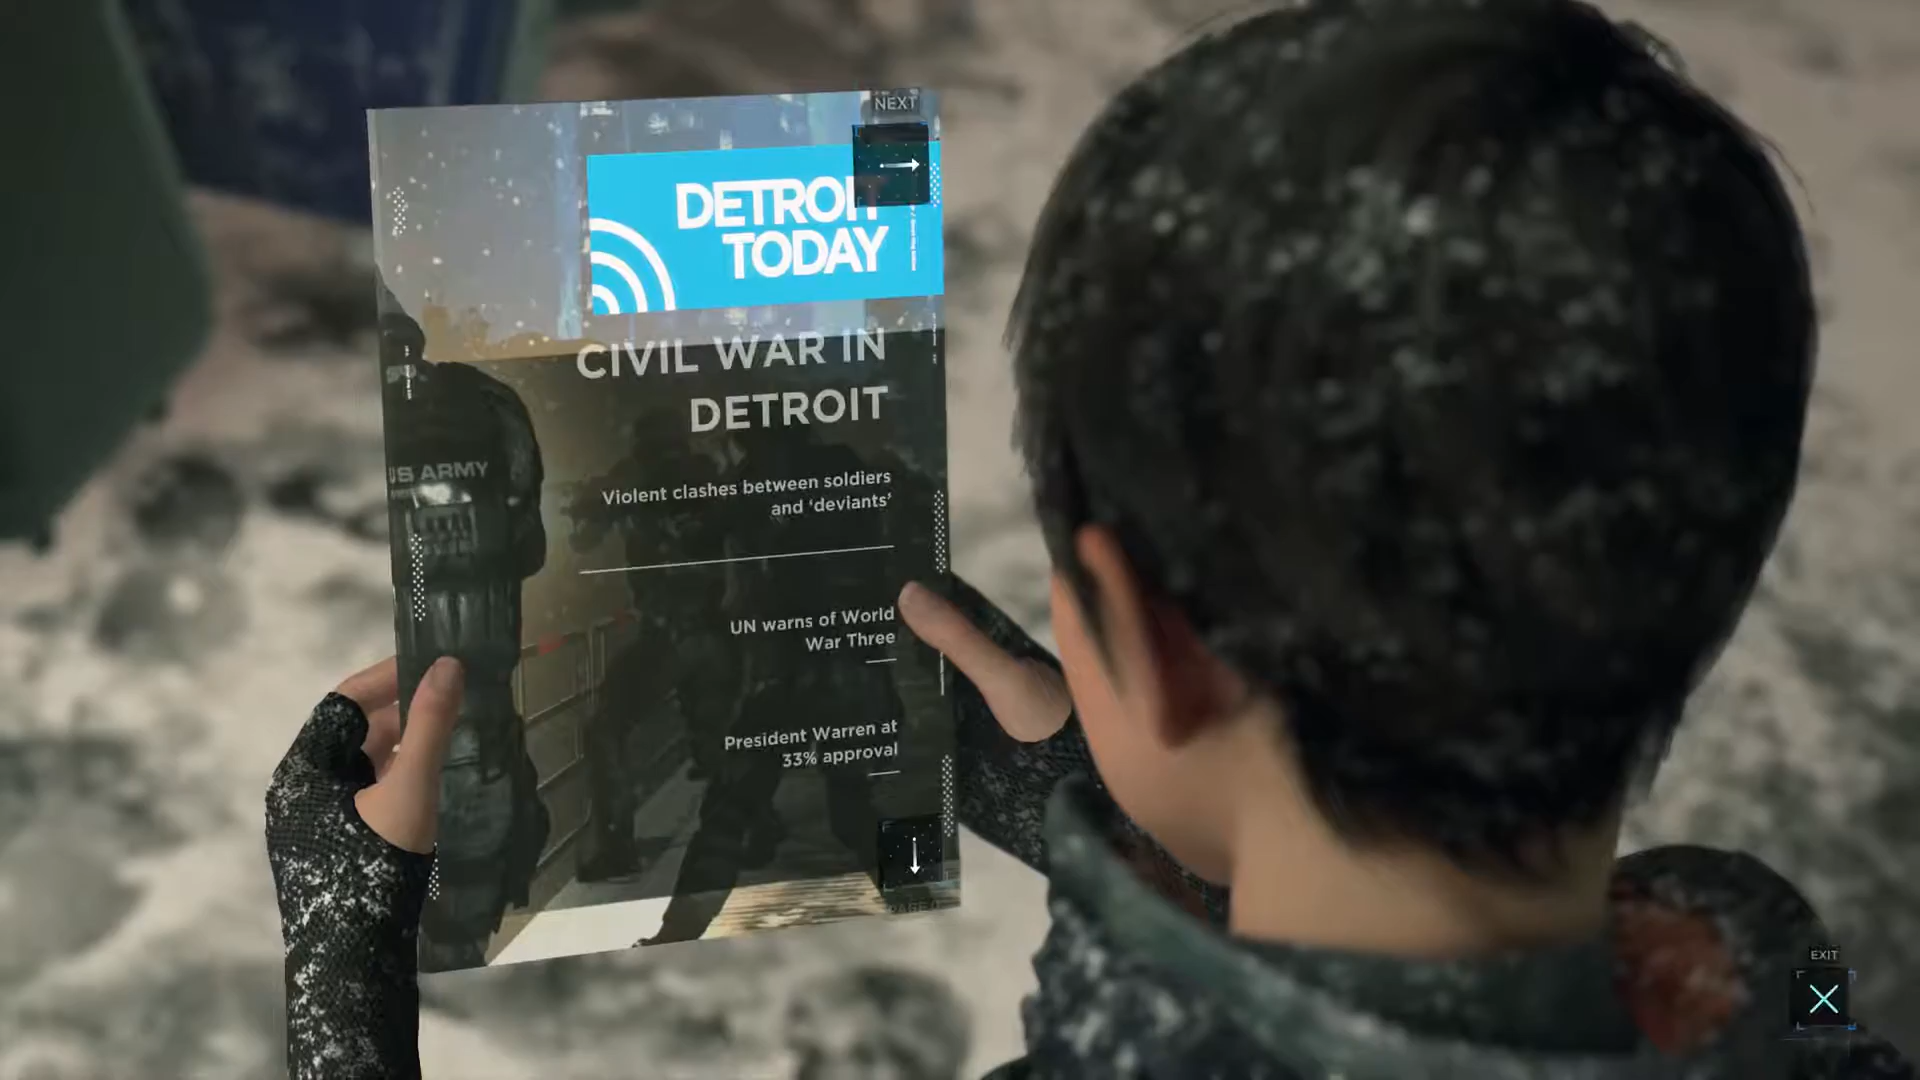 NEXT
DETROIT
TODAY
CIVIL WAR IN
DETROIT
US ARMY
Violent clashes between soldiers
and ‘deviants’
UN warns of World
War Three
President Warren at
33% approval
EXIT